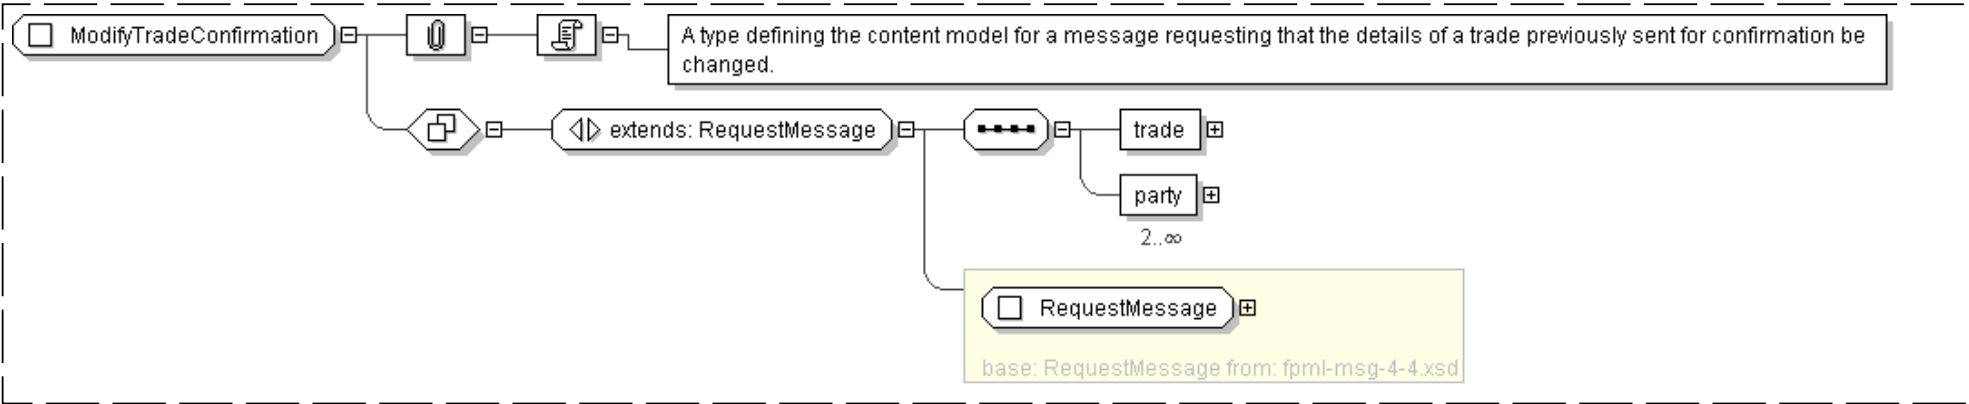 ModifyTradeConfirmation
A type defining the content model for a message requesting that the details of a trade previously sent for confirmation be
changed.
extends: RequestMessage
trade
party
2..∞
RequestMessage
base: RequestMessage from: fpml-msg-4-4.xsd